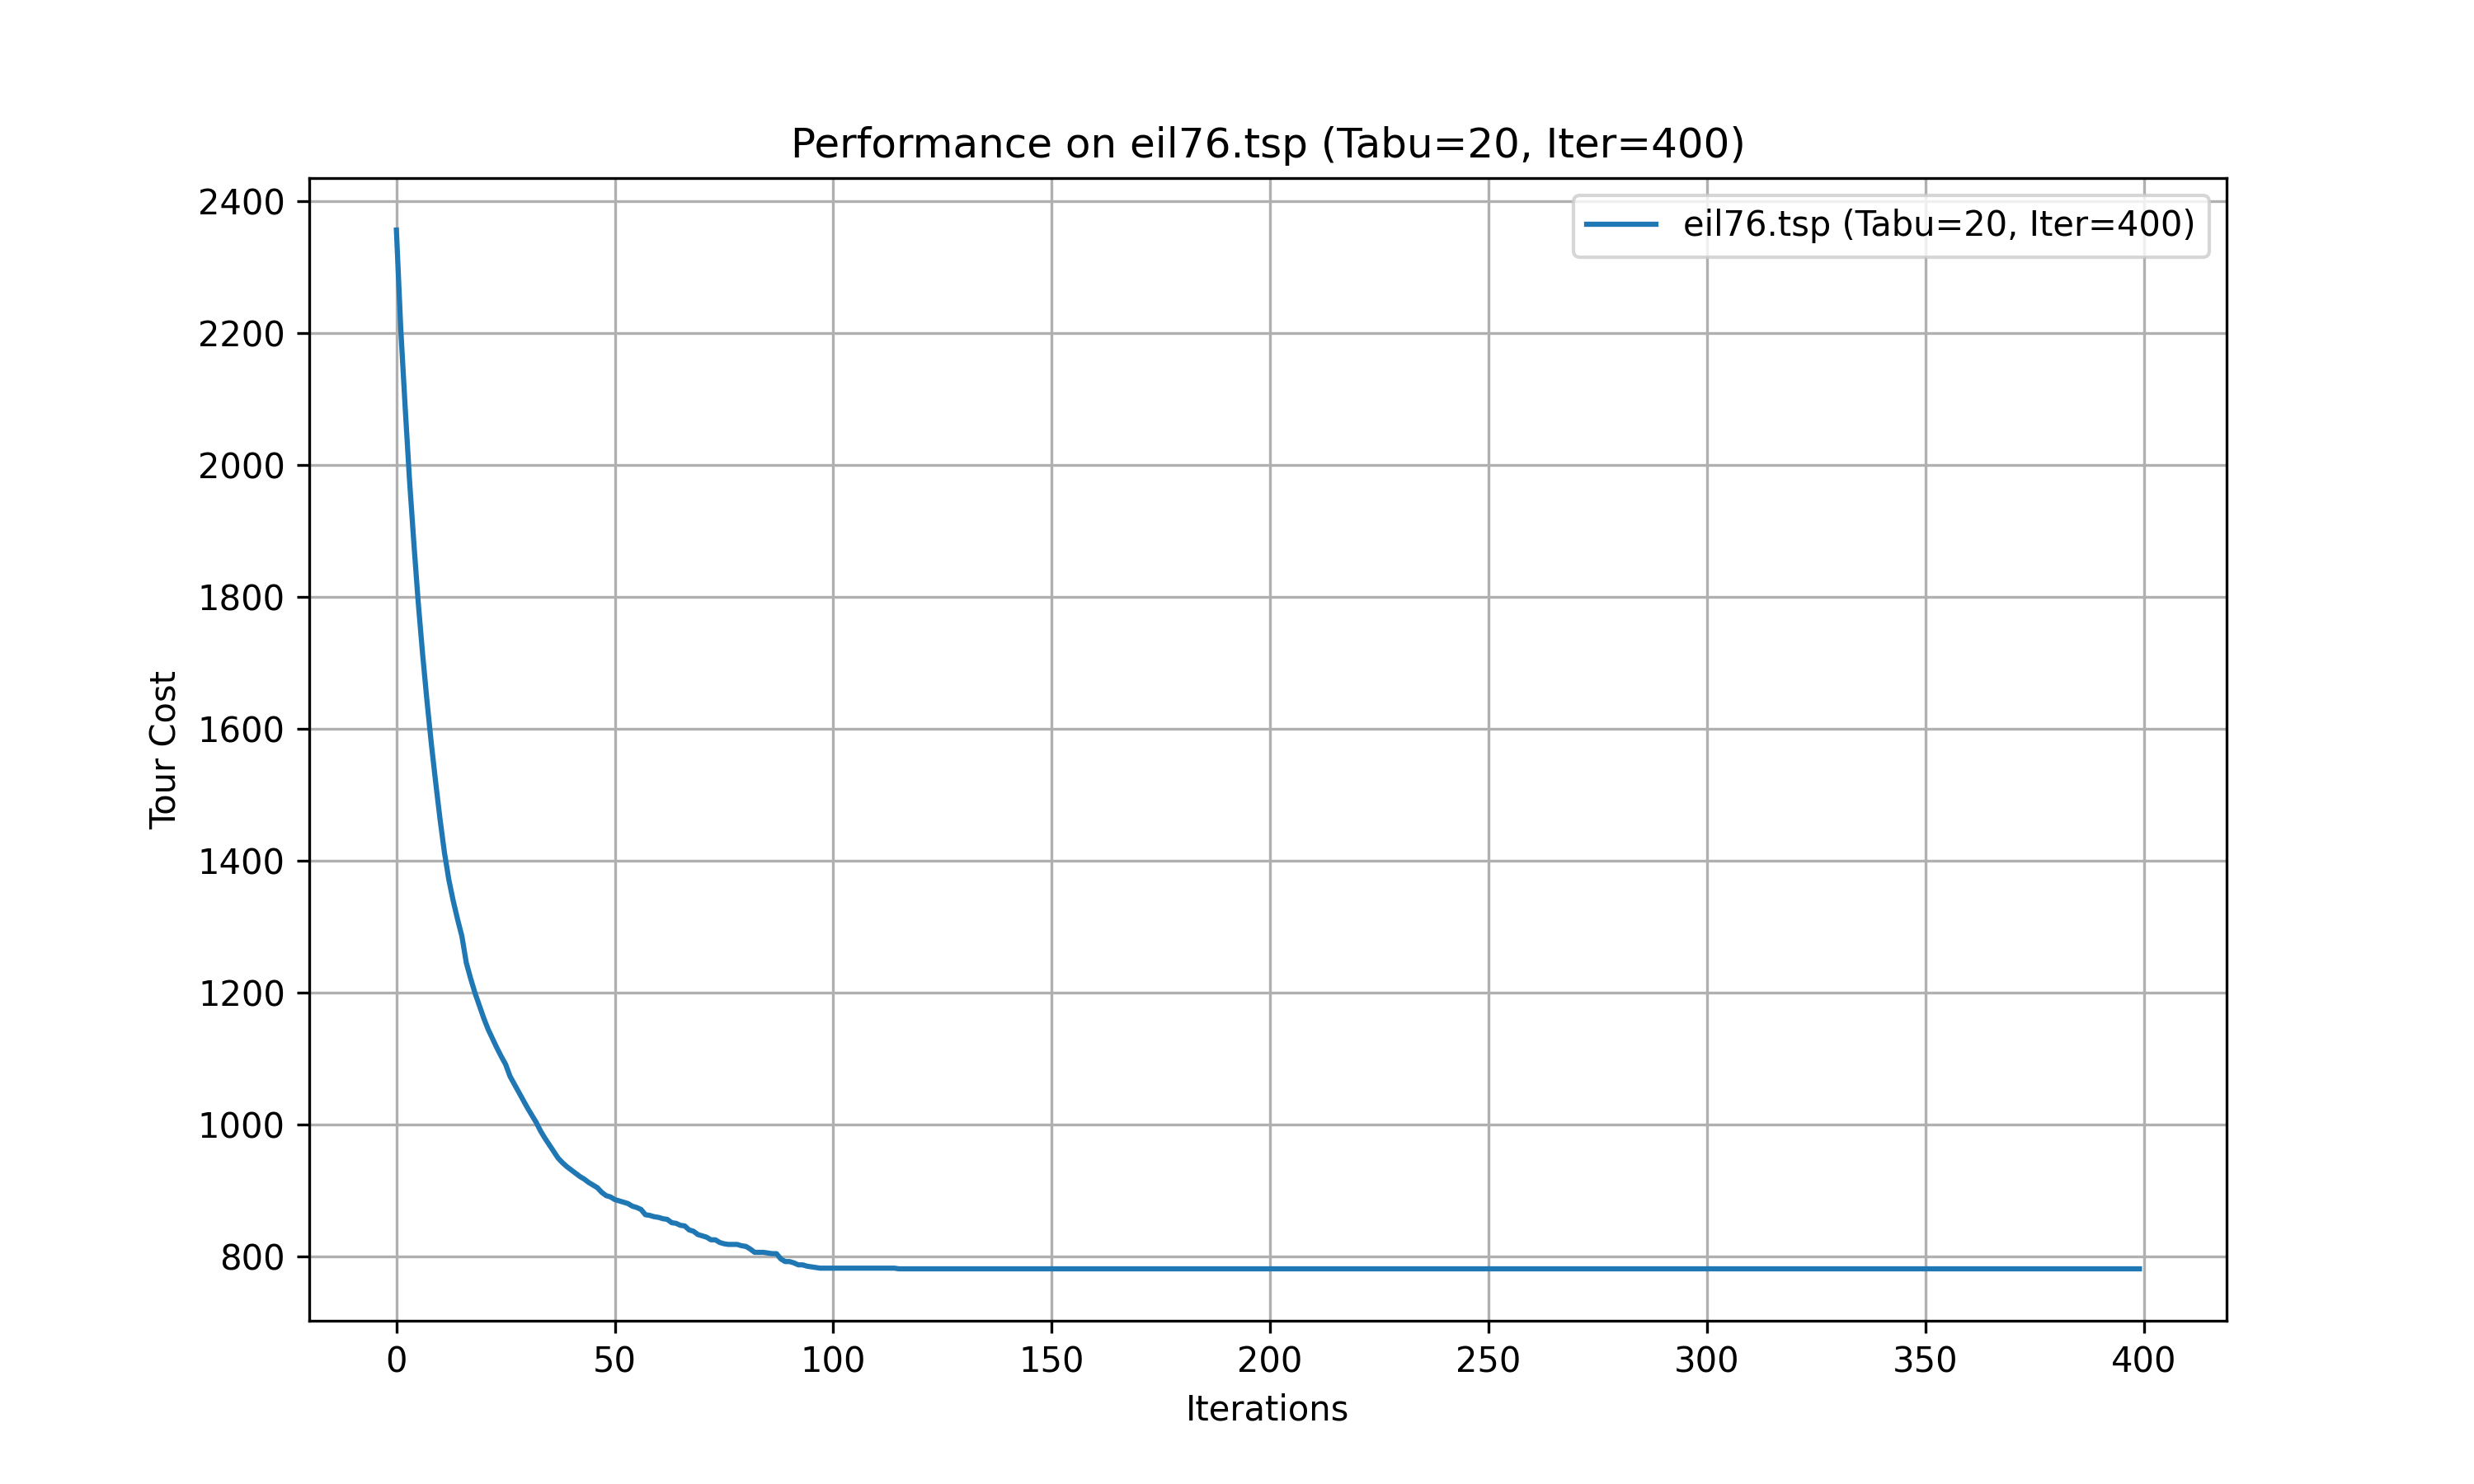 Performance on eil76.tsp (Tabu=20, Iter=400)
eil76.tsp (Tabu=20, Iter=400)
Tour Cost
2400
2200
2000
1800
1600
1400
1200
1000
800
0 50 100 150 200 250 300 350 400
Iterations